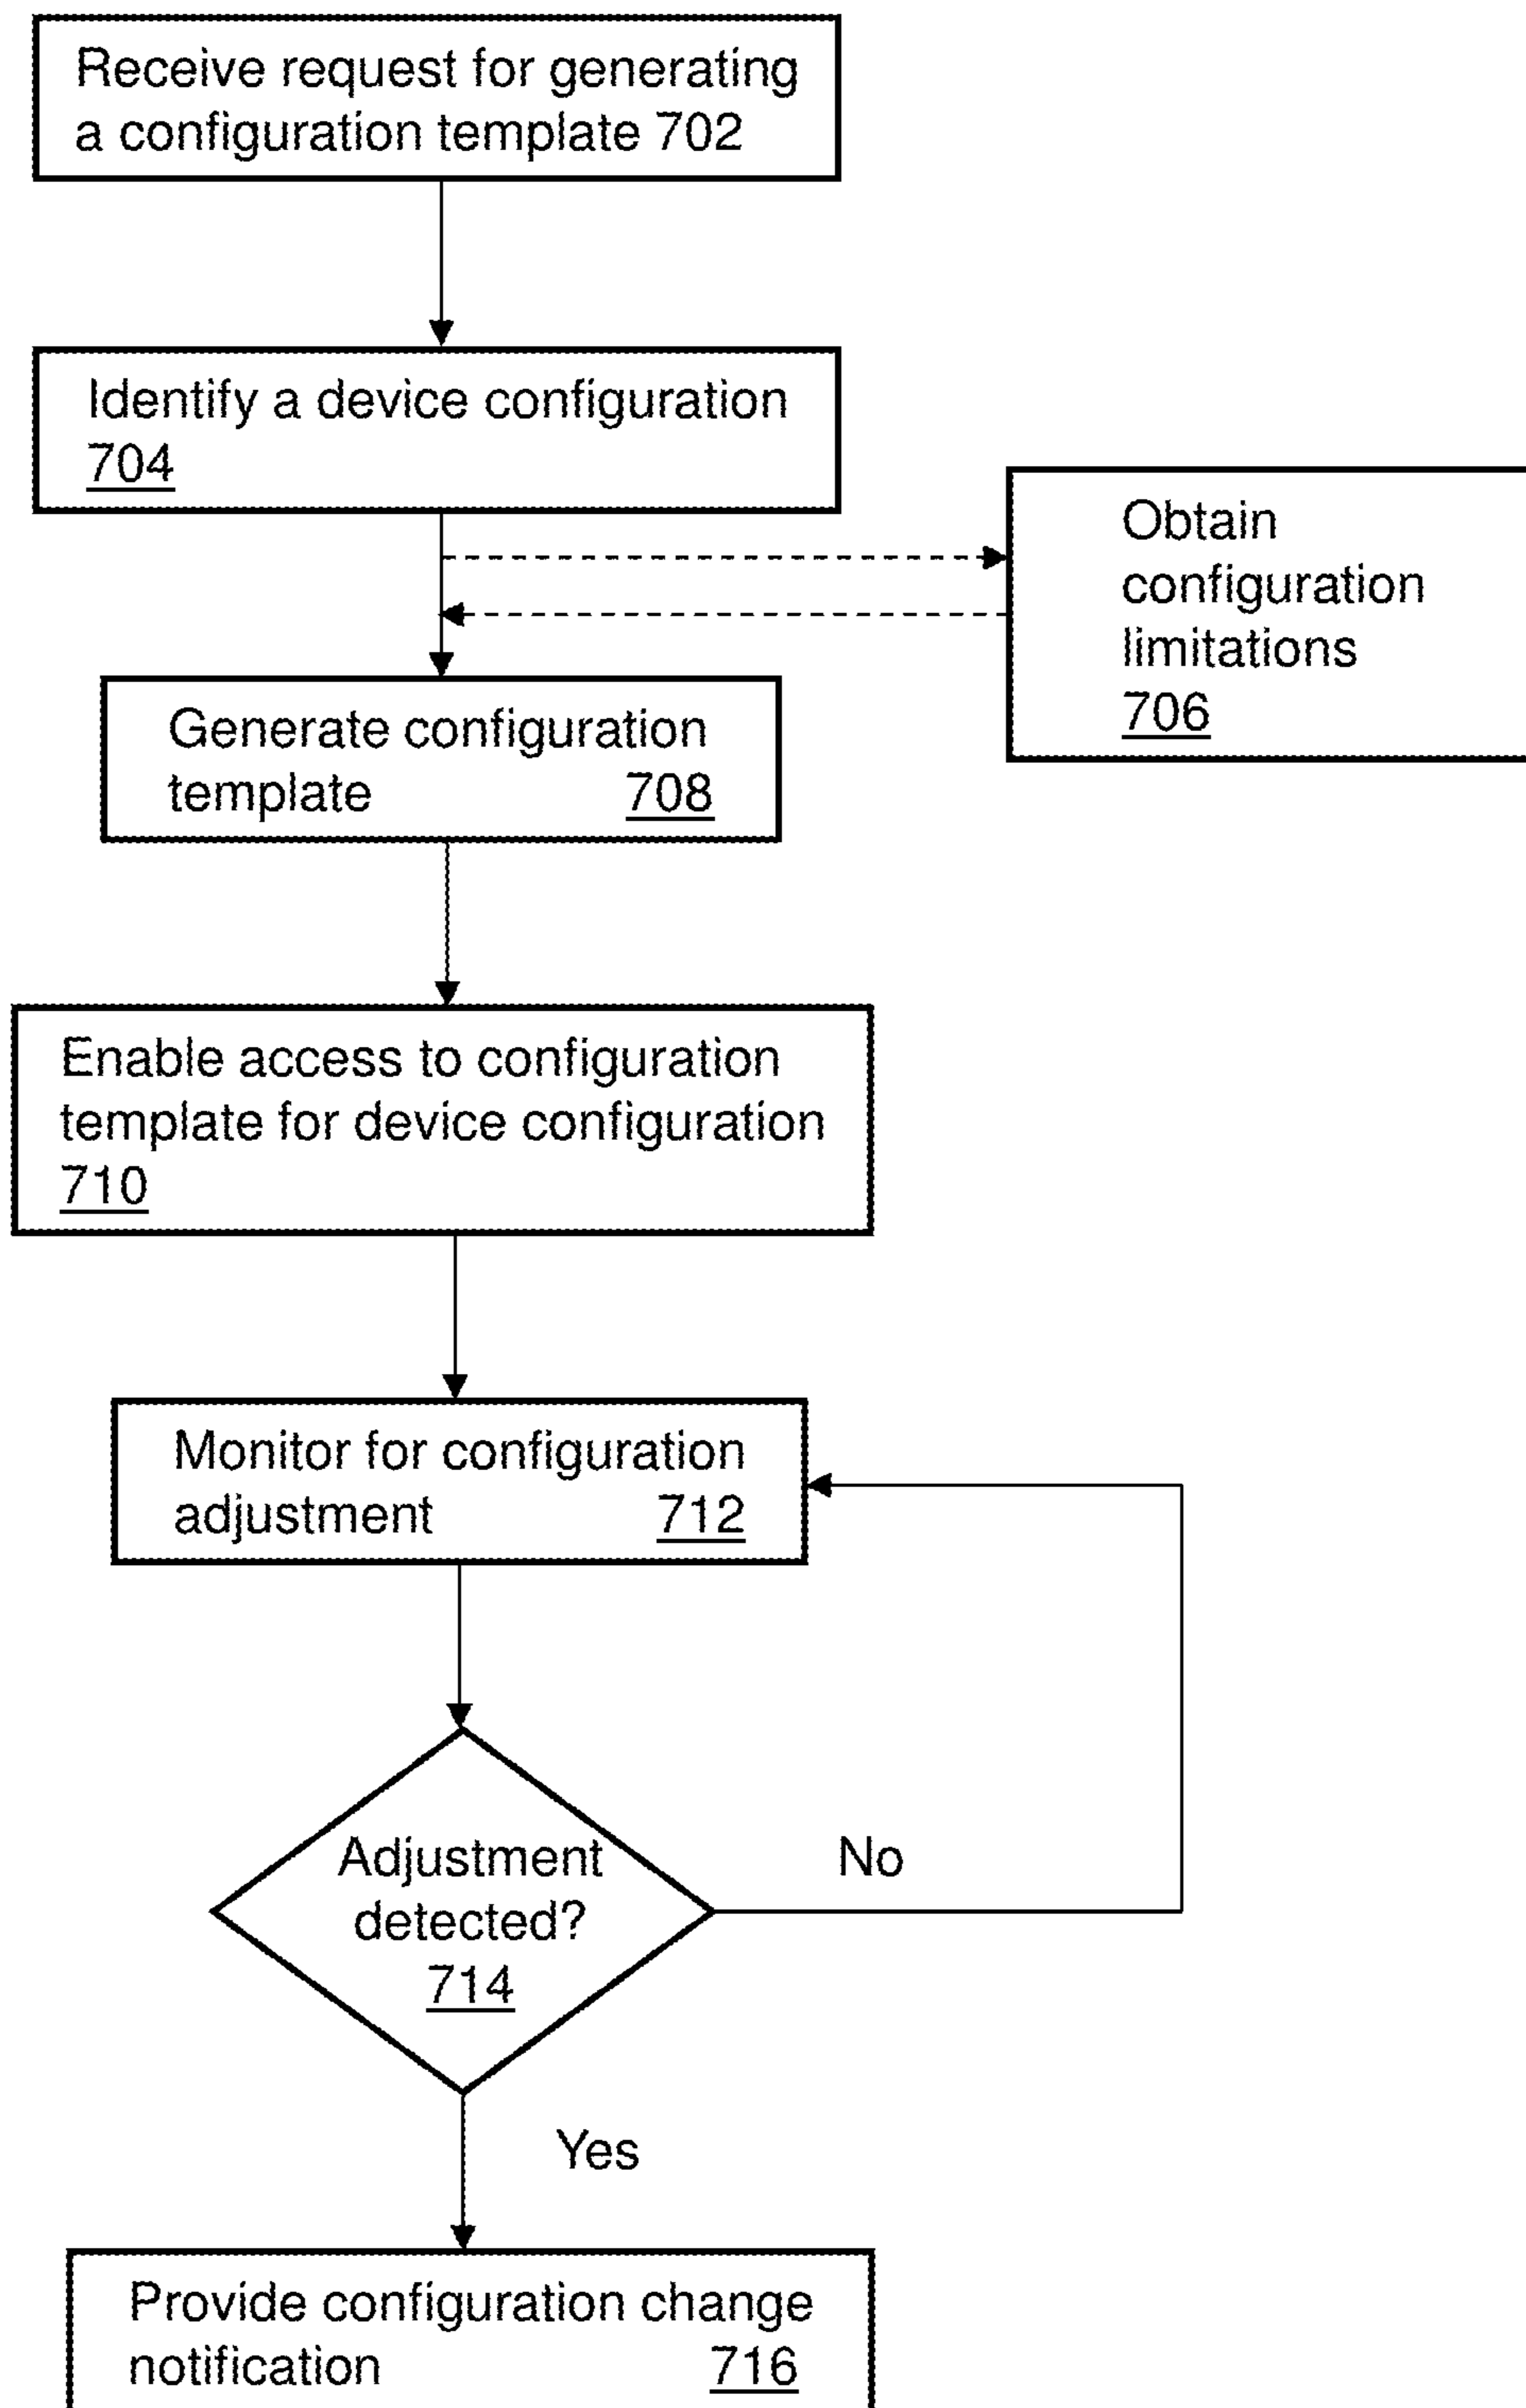 Receive request for generating
a configuration template 702
Identify a device configuration
704
Obtain
configuration
limitations
706
Generate configuration
template 708
Enable access to configuration
template for device configuration
710
Monitor for configuration
adjustment 712
Adjustment
detected?
714
No
Yes
Provide configuration change
notification 716